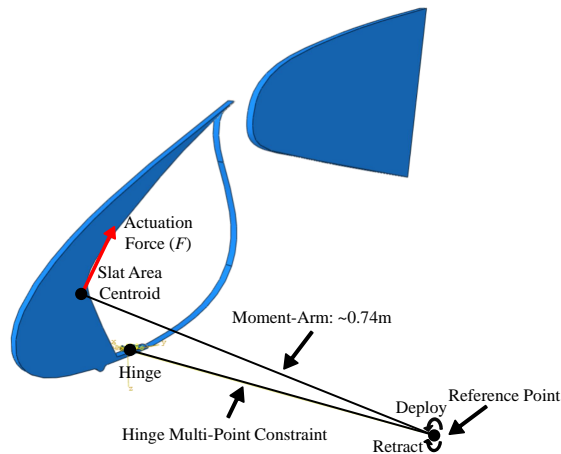 Actuation
Force (F)
Slat Area
Centroid
Moment-Arm: ~0.74m
Hinge
Reference Point
Deploy
Hinge Multi-Point Constraint
Retract